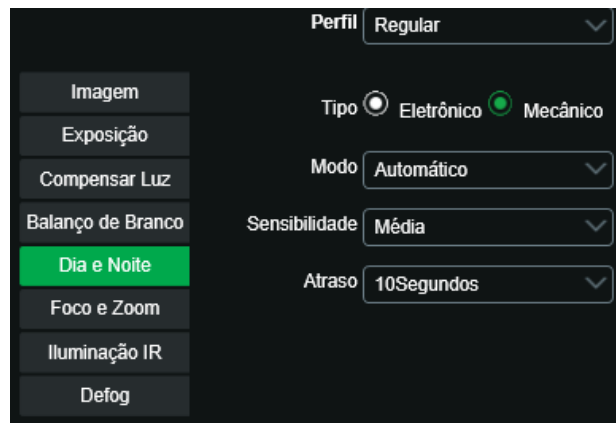 Perfil Regular
Imagem
Exposição
Compensar Luz
Balanço de Branco
Dia e Noite
Foco e Zoom
Iluminação IR
Defog
Tipo Eletrônico Mecânico
Modo Automático
Sensibilidade Média
Atraso 10Segundos